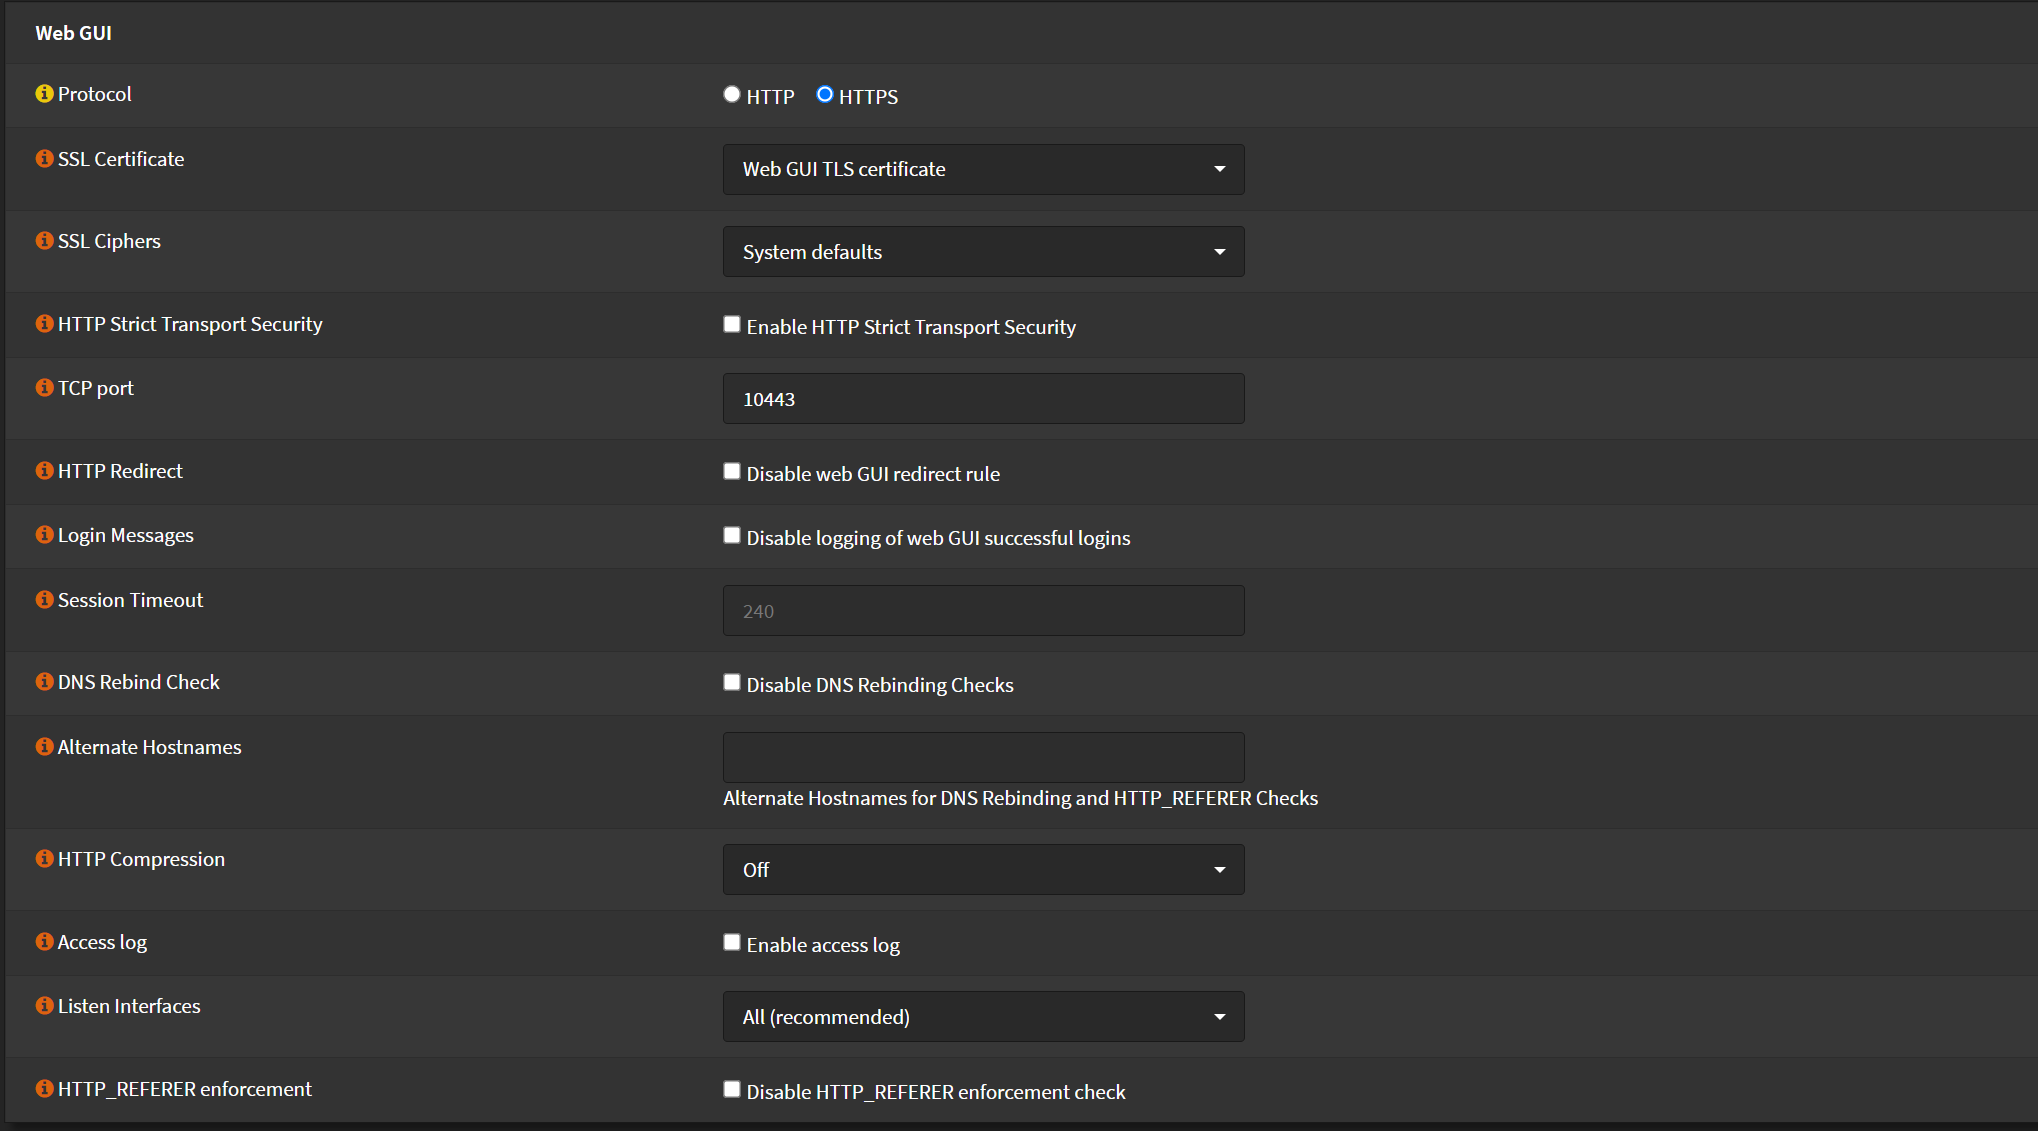 Web GUI
Protocol
HTTP HTTPS
SSL Certificate
Web GUI TLS certificate
SSL Ciphers
System defaults
HTTP Strict Transport Security
Enable HTTP Strict Transport Security
TCP port
10443
HTTP Redirect
Disable web GUI redirect rule
Login Messages
Disable logging of web GUI successful logins
Session Timeout
240
DNS Rebind Check
Disable DNS Rebinding Checks
Alternate Hostnames
Alternate Hostnames for DNS Rebinding and HTTP_REFERER Checks
HTTP Compression
Off
Access log
Enable access log
Listen Interfaces
All (recommended)
HTTP_REFERER enforcement
Disable HTTP_REFERER enforcement check